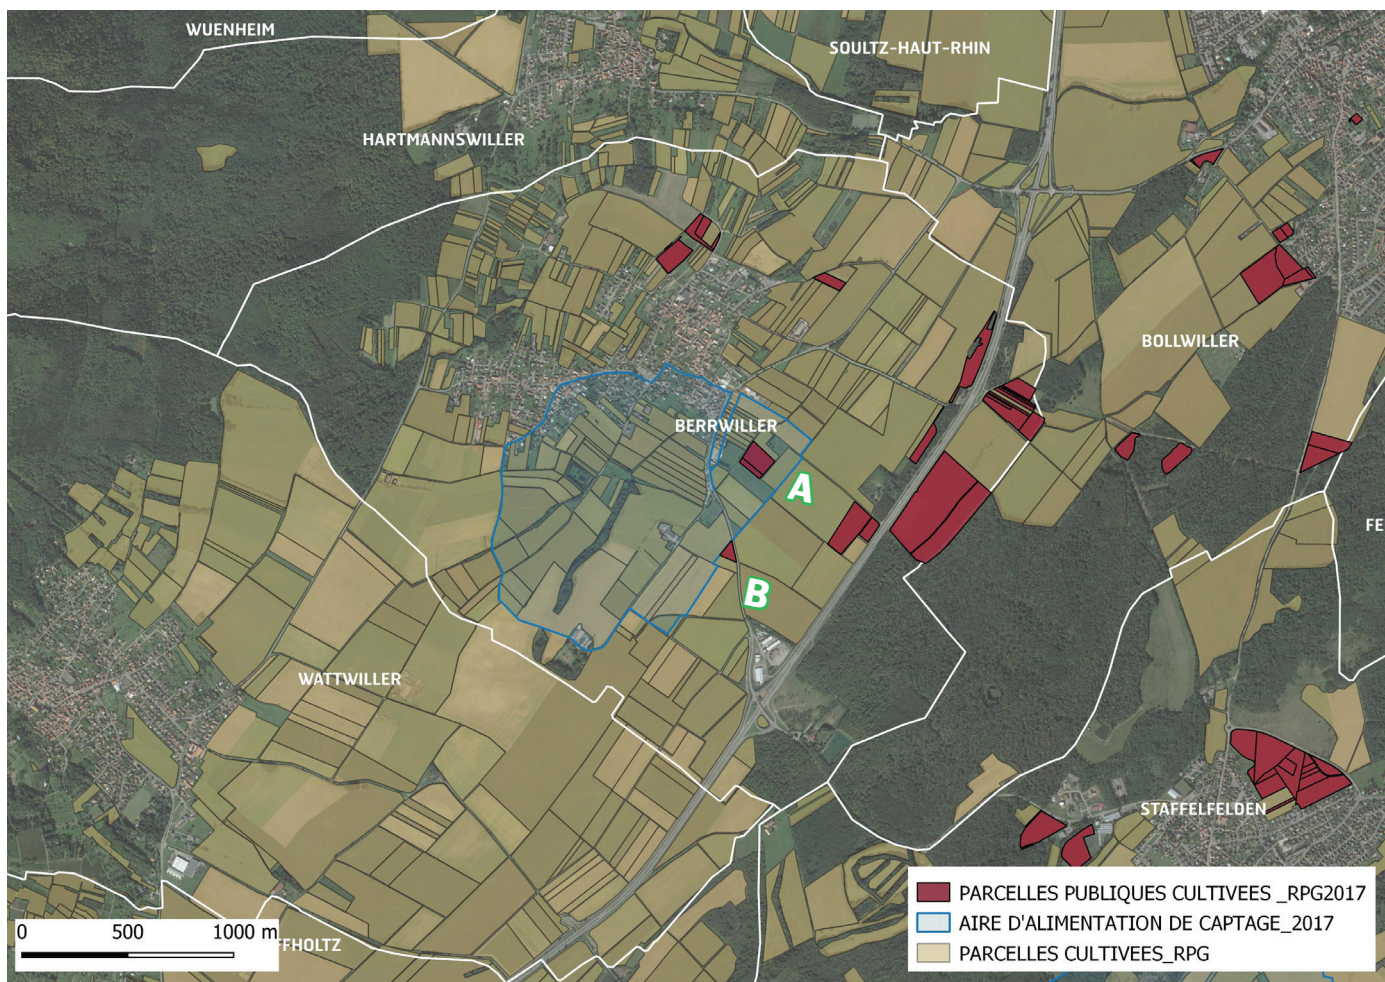 WUENHEIM
SOULTZ-HAUT-RHIN
HARTMANNSWILLER
BOLLWILLER
BERRWILLER
A
FE
B
WATTWILLER
STAFFELFELDEN
PARCELLES PUBLIQUES CULTIVEES _RPG2017
AIRE D'ALIMENTATION DE CAPTAGE_2017
PARCELLES CULTIVEES_RPG
0 500 1000 m
FFHOLTZ